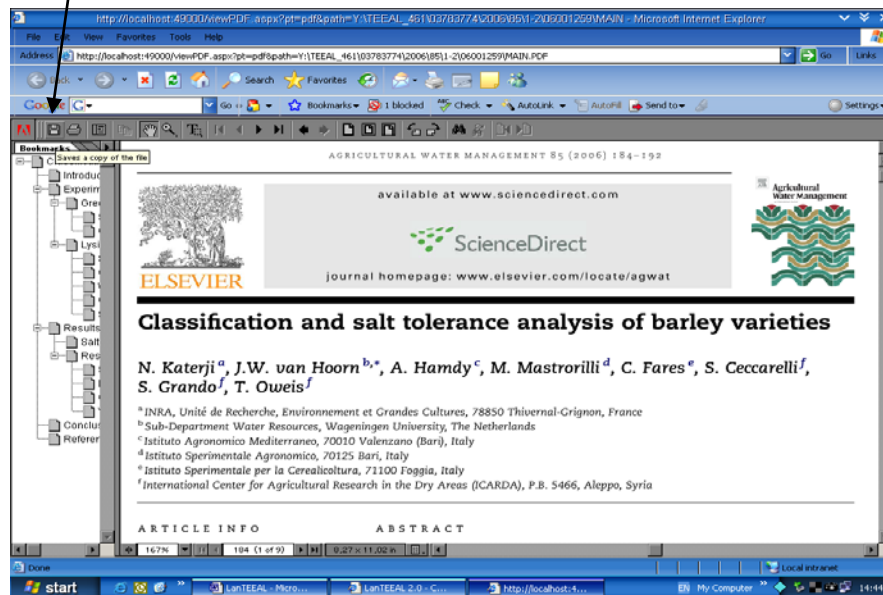 http://localhost:49000/viewPDF.aspx?pt=pdf&path=Y:\TEEAL_461\03783774\2006\85\1-2\06001259\MAIN - Microsoft Internet Explorer
File Edit View Favorites Tools Help
Address http://localhost:49000/viewPDF.aspx?pt=pdf&path=Y:\TEEAL_461\03783774\2006\85\1-2\06001259\MAIN.PDF Go Links
Back Search Favorites
Google G Go Bookmarks 1 blocked Check AutoLink AutoFill Send to Settings
Bookmarks
Saves a copy of the file
Introduc
Experim
Gree
Lysi
Results
Salt
Res
Conclus
Referen
AGRICULTURAL WATER MANAGEMENT 85 (2006) 184–192
available at www.sciencedirect.com
ScienceDirect
journal homepage: www.elsevier.com/locate/agwat
ELSEVIER
Agricultural
Water Management
Classification and salt tolerance analysis of barley varieties
N. Katerji a, J.W. van Hoorn b,*, A. Hamdy c, M. Mastrorilli d, C. Fares e, S. Ceccarelli f,
S. Grando f, T. Oweis f
a INRA, Unité de Recherche, Environnement et Grandes Cultures, 78850 Thivernal-Grignon, France
b Sub-Department Water Resources, Wageningen University, The Netherlands
c Istituto Agronomico Mediterraneo, 70010 Valenzano (Bari), Italy
d Istituto Sperimentale Agronomico, 70125 Bari, Italy
e Istituto Sperimentale per la Cerealicoltura, 71100 Foggia, Italy
f International Center for Agricultural Research in the Dry Areas (ICARDA), P.B. 5466, Aleppo, Syria
ARTICLE INFO ABSTRACT
167% 184 (1 of 9) 8,27 x 11,02 in
Done Local intranet
start LanTEEAL - Micro... LanTEEAL 2.0 - C... http://localhost:4... EN My Computer 14:44